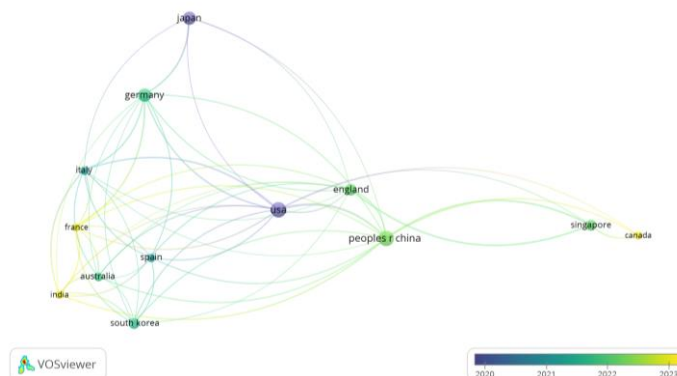 japan
germany
italy
england
usa
france
singapore
canada
peoples r china
spain
australia
india
south korea
VOSviewer
2020 2021 2022 2023